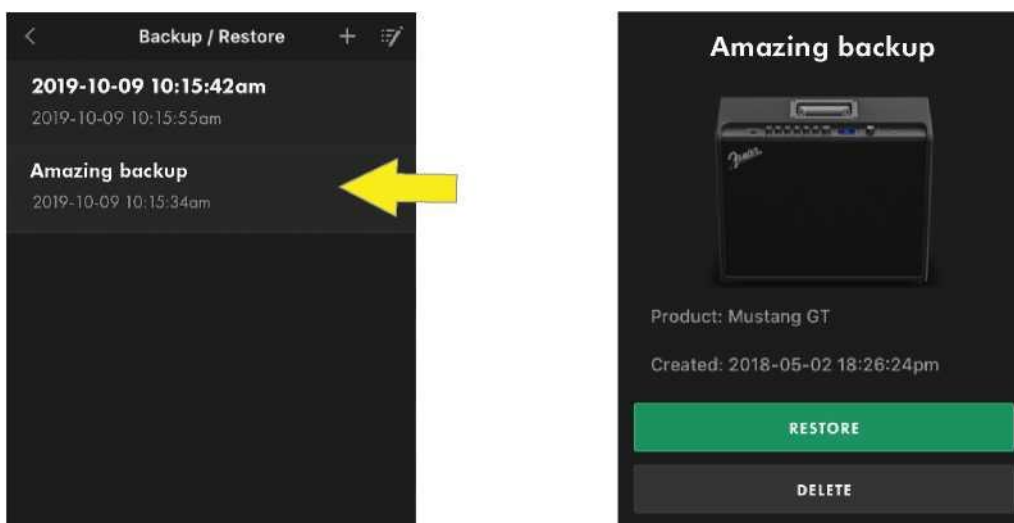 Backup / Restore
2019-10-09 10:15:42am
2019-10-09 10:15:55am
Amazing backup
2019-10-09 10:15:34am
Amazing backup
Fender
Product: Mustang GT
Created: 2018-05-02 18:26:24pm
RESTORE
DELETE